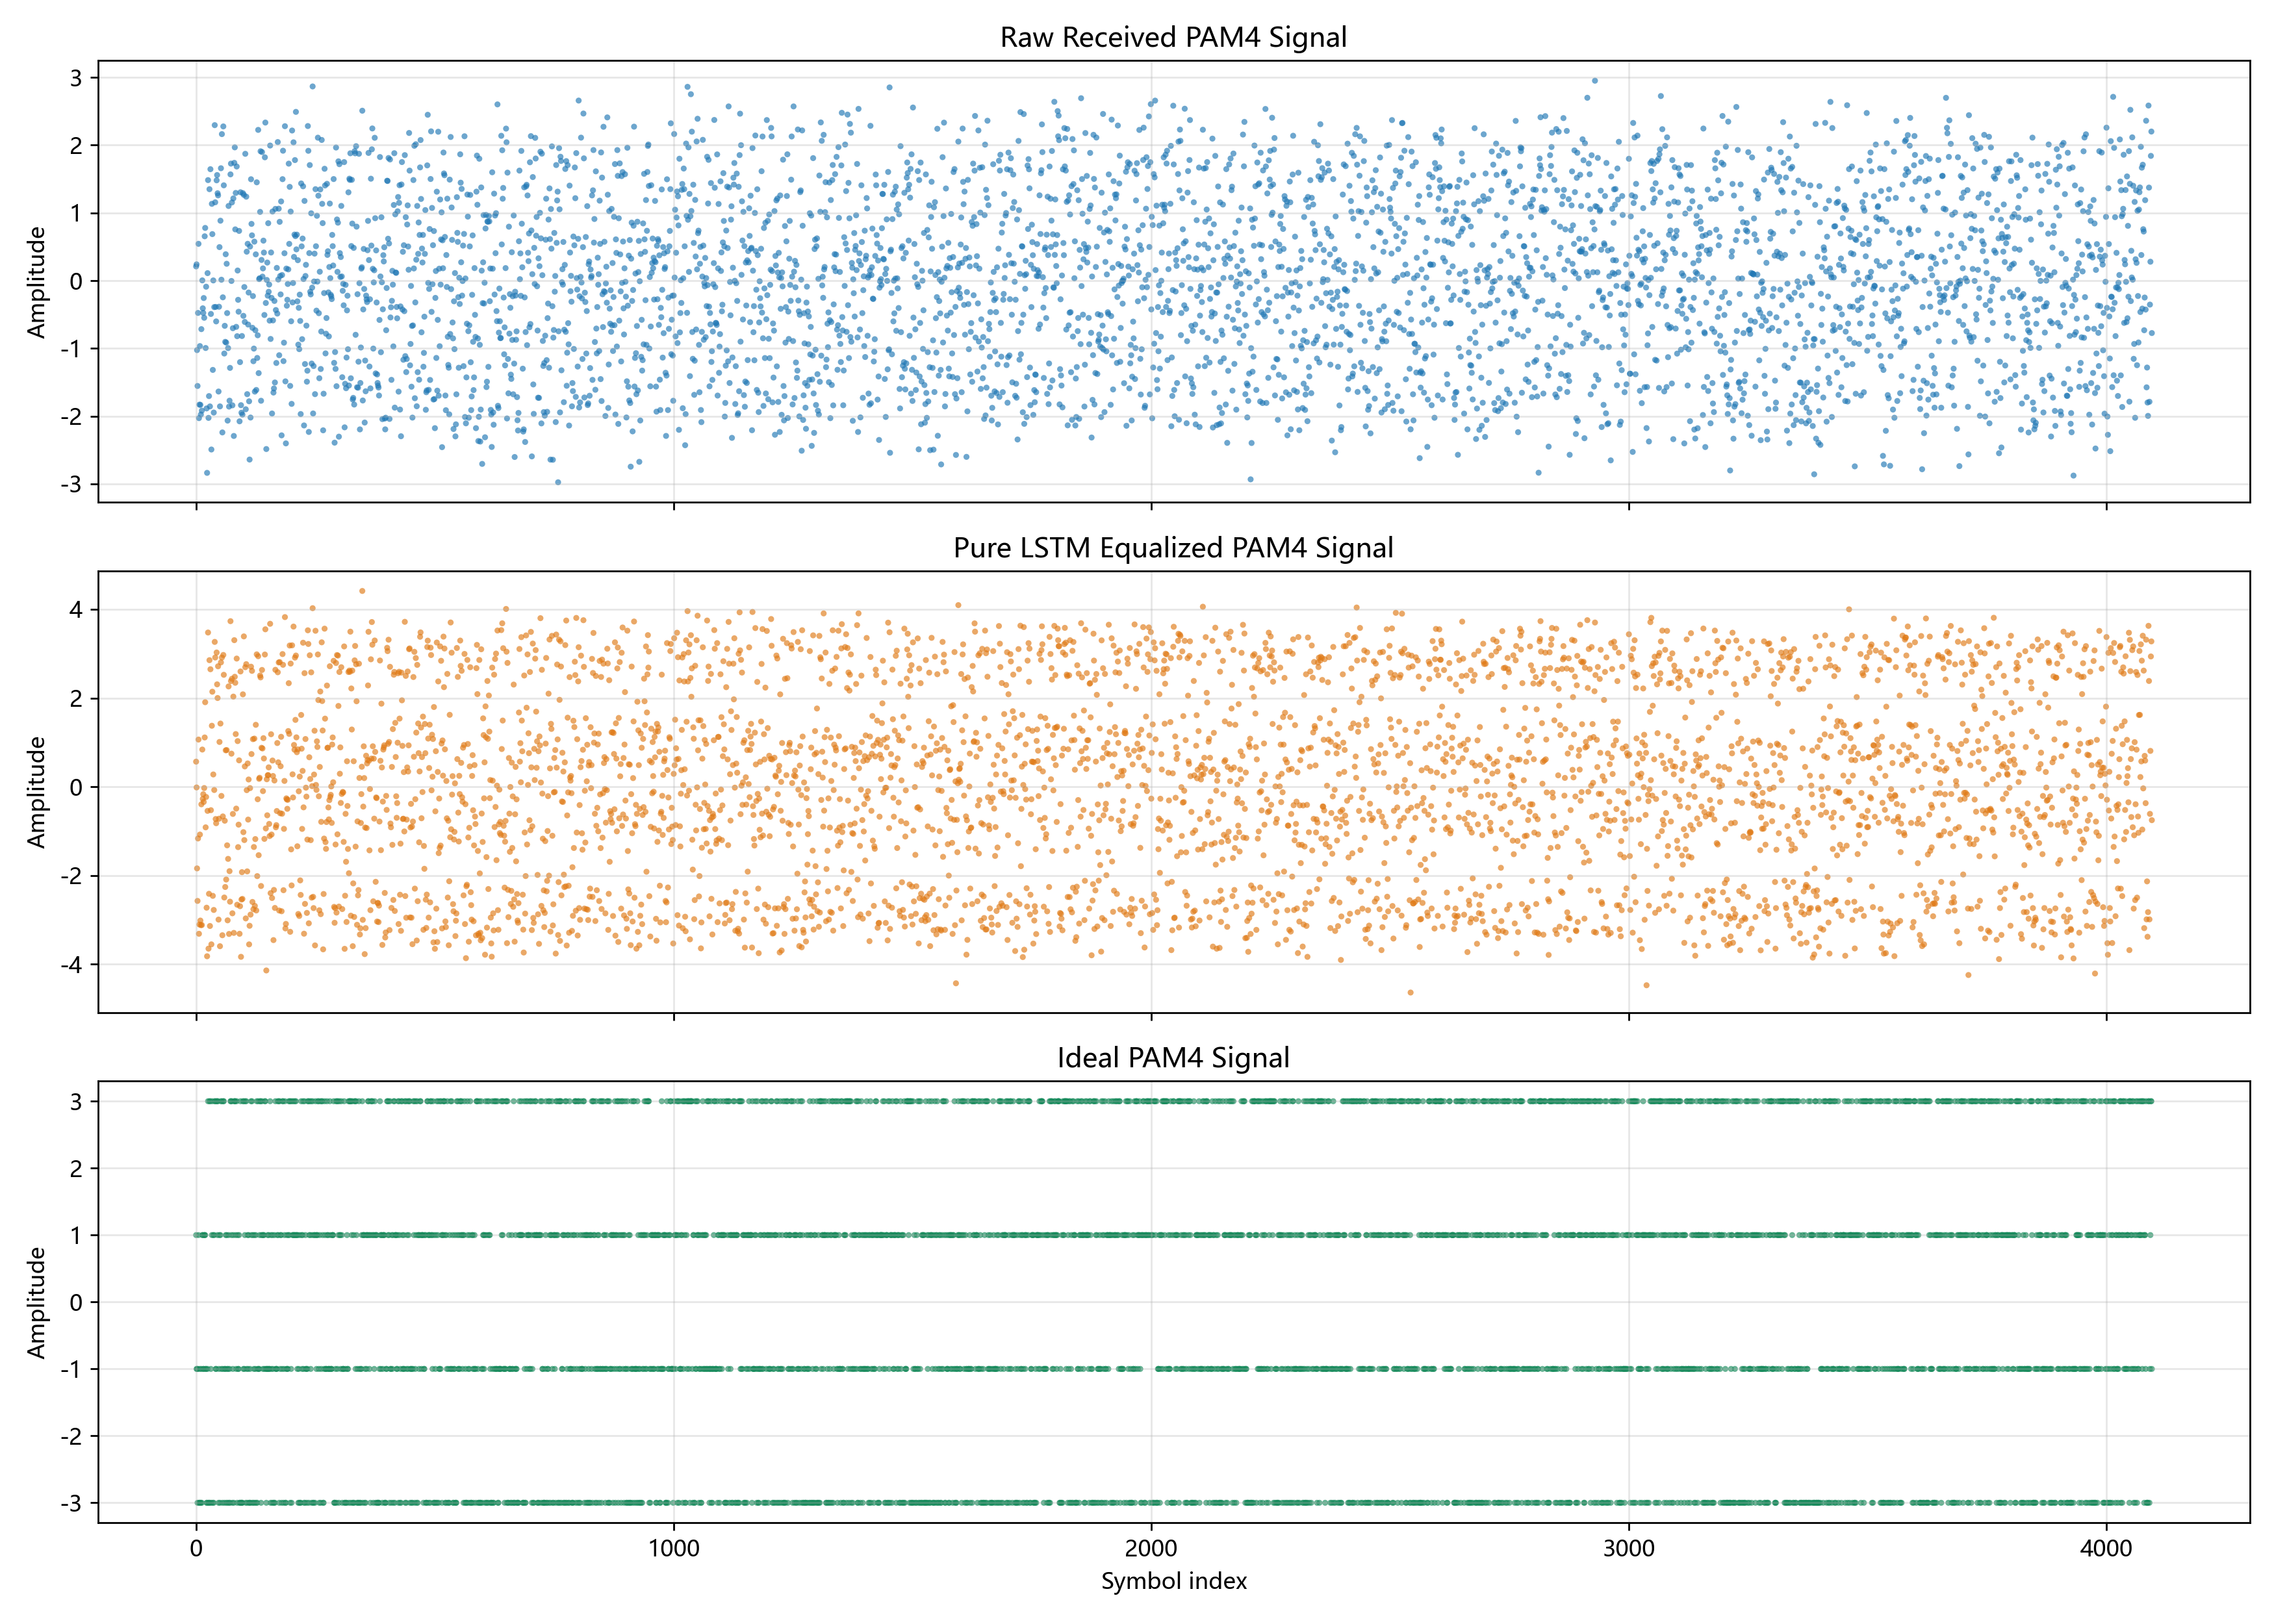 Raw Received PAM4 Signal
3
2
1
0
-1
-2
-3
Amplitude
Pure LSTM Equalized PAM4 Signal
4
2
0
-2
-4
Amplitude
Ideal PAM4 Signal
3
2
1
0
-1
-2
-3
Amplitude
0 1000 2000 3000 4000
Symbol index